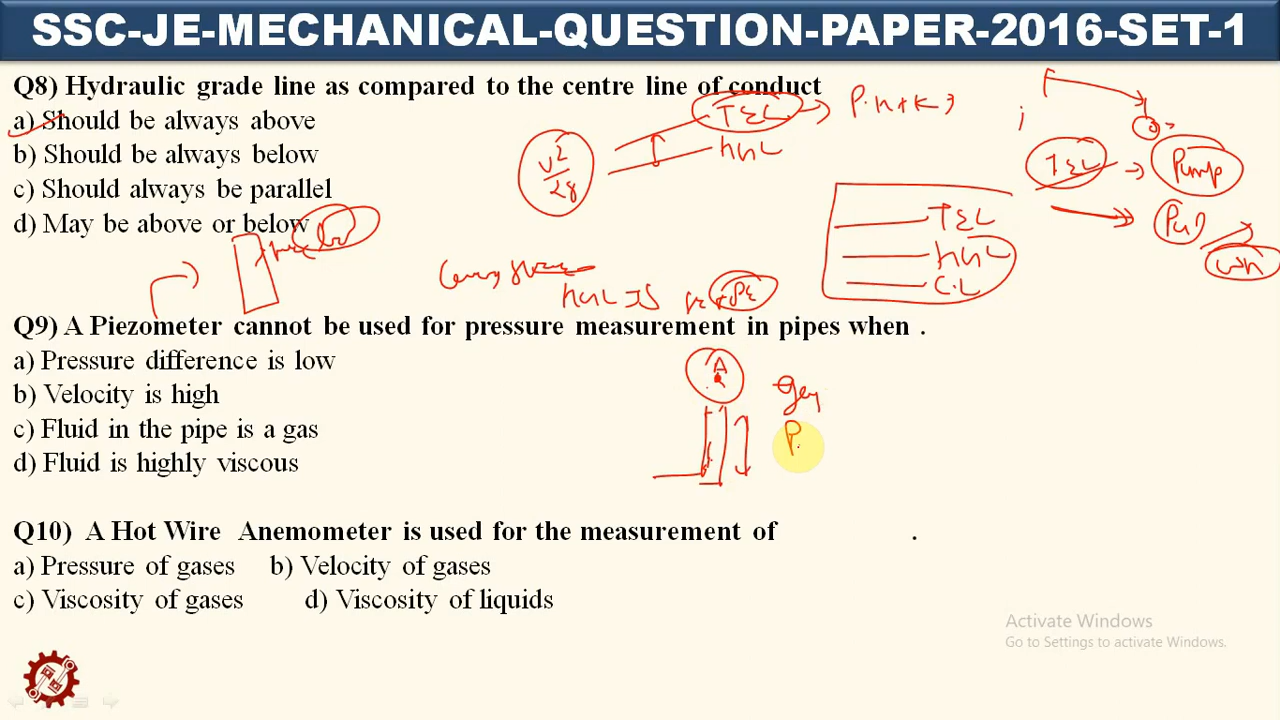 SSC-JE-MECHANICAL-QUESTION-PAPER-2016-SET-1
Q8) Hydraulic grade line as compared to the centre line of conduct
a) Should be always above
b) Should be always below
c) Should always be parallel
d) May be above or below
T E L
V²/2g
T E L
Pump
T E L
C.L
Q9) A Piezometer cannot be used for pressure measurement in pipes when .
a) Pressure difference is low
b) Velocity is high
c) Fluid in the pipe is a gas
d) Fluid is highly viscous
A
P.
Q10) A Hot Wire Anemometer is used for the measurement of .
a) Pressure of gases b) Velocity of gases
c) Viscosity of gases d) Viscosity of liquids
Activate Windows
Go to Settings to activate Windows.